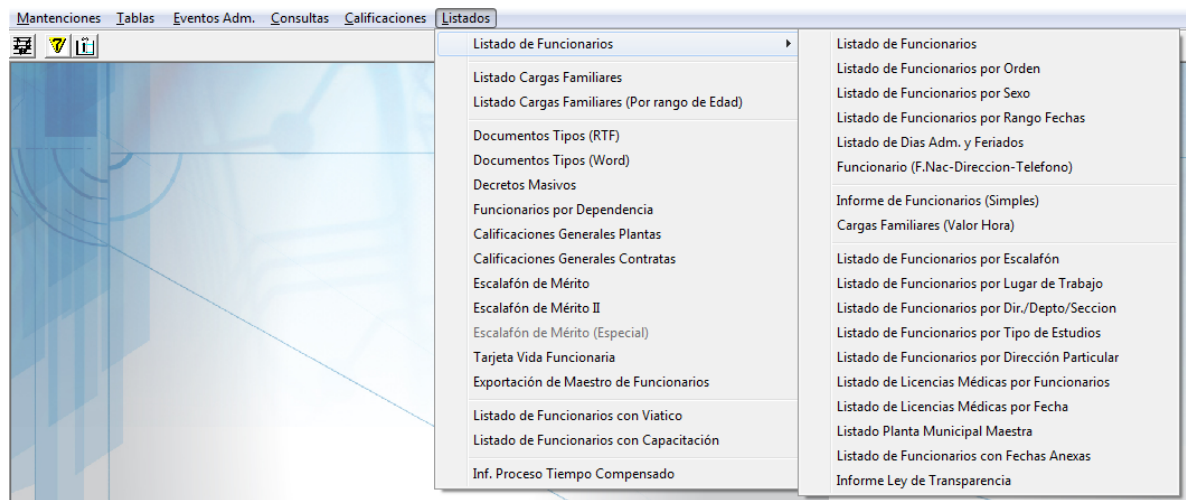 Mantenciones Tablas Eventos Adm. Consultas Calificaciones Listados
Listado de Funcionarios
Listado Cargas Familiares
Listado Cargas Familiares (Por rango de Edad)
Documentos Tipos (RTF)
Documentos Tipos (Word)
Decretos Masivos
Funcionarios por Dependencia
Calificaciones Generales Plantas
Calificaciones Generales Contratas
Escalafón de Mérito
Escalafón de Mérito II
Escalafón de Mérito (Especial)
Tarjeta Vida Funcionaria
Exportación de Maestro de Funcionarios
Listado de Funcionarios con Viatico
Listado de Funcionarios con Capacitación
Inf. Proceso Tiempo Compensado
Listado de Funcionarios
Listado de Funcionarios por Orden
Listado de Funcionarios por Sexo
Listado de Funcionarios por Rango Fechas
Listado de Dias Adm. y Feriados
Funcionario (F.Nac-Direccion-Telefono)
Informe de Funcionarios (Simples)
Cargas Familiares (Valor Hora)
Listado de Funcionarios por Escalafón
Listado de Funcionarios por Lugar de Trabajo
Listado de Funcionarios por Dir./Depto/Seccion
Listado de Funcionarios por Tipo de Estudios
Listado de Funcionarios por Dirección Particular
Listado de Licencias Médicas por Funcionarios
Listado de Licencias Médicas por Fecha
Listado Planta Municipal Maestra
Listado de Funcionarios con Fechas Anexas
Informe Ley de Transparencia